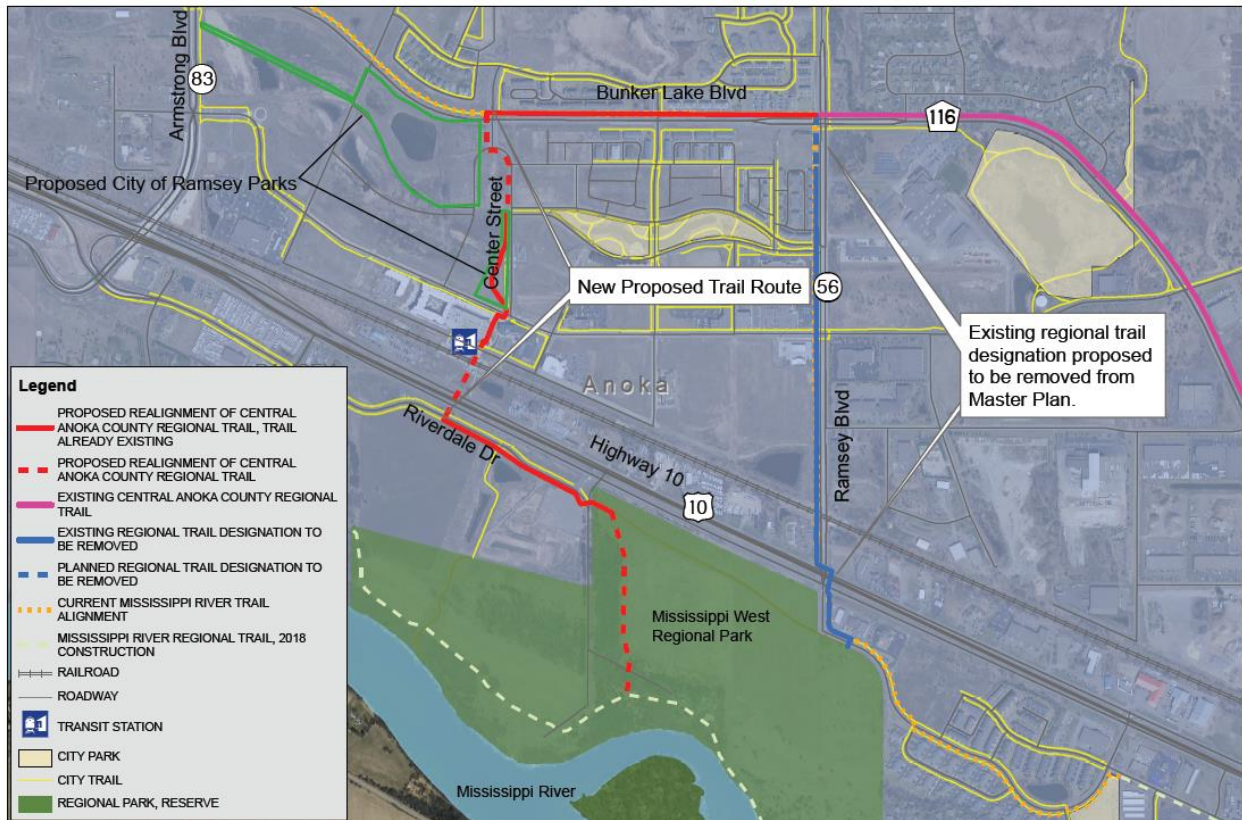 Armstrong Blvd
83
Bunker Lake Blvd
116
Proposed City of Ramsey Parks
Center Street
New Proposed Trail Route
56
Existing regional trail
designation proposed
to be removed from
Master Plan.
Anoka
Riverdale Dr
Highway 10
10
Ramsey Blvd
Mississippi West
Regional Park
Mississippi River
Legend
PROPOSED REALIGNMENT OF CENTRAL
ANOKA COUNTY REGIONAL TRAIL, TRAIL
ALREADY EXISTING
PROPOSED REALIGNMENT OF CENTRAL
ANOKA COUNTY REGIONAL TRAIL
EXISTING CENTRAL ANOKA COUNTY REGIONAL
TRAIL
EXISTING REGIONAL TRAIL DESIGNATION TO
BE REMOVED
PLANNED REGIONAL TRAIL DESIGNATION TO
BE REMOVED
CURRENT MISSISSIPPI RIVER TRAIL
ALIGNMENT
MISSISSIPPI RIVER REGIONAL TRAIL, 2018
CONSTRUCTION
RAILROAD
ROADWAY
TRANSIT STATION
CITY PARK
CITY TRAIL
REGIONAL PARK, RESERVE